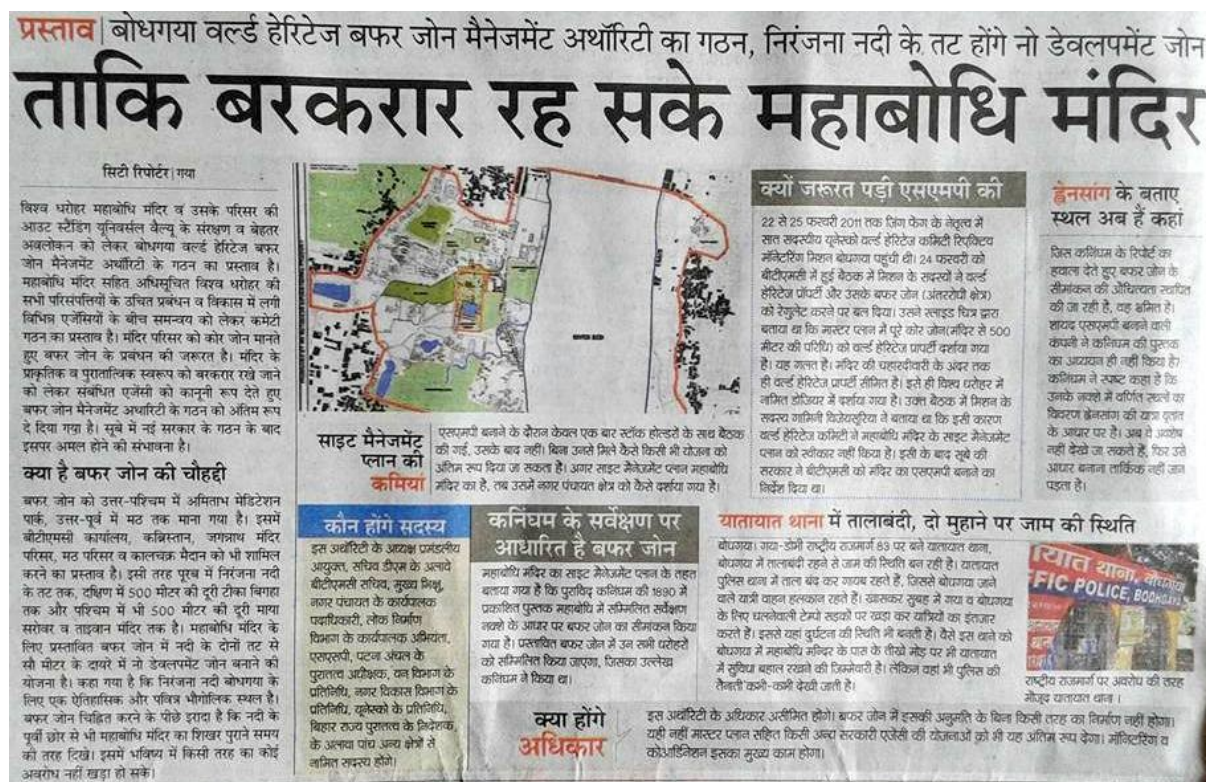 प्रस्ताव | बोधगया वर्ल्ड हेरिटेज बफर जोन मैनेजमेंट अथॉरिटी का गठन, निरंजना नदी के तट होंगे नो डेवलपमेंट जोन
ताकि बरकरार रह सके महाबोधि मंदिर
सिटी रिपोर्टर | गया
विश्व धरोहर महाबोधि मंदिर व उसके परिसर की
आउट स्टैंडिंग यूनिवर्सल वैल्यू के संरक्षण व बेहतर
अवलोकन को लेकर बोधगया वर्ल्ड हेरिटेज बफर
जोन मैनेजमेंट अथॉरिटी के गठन का प्रस्ताव है।
महाबोधि मंदिर सहित अधिसूचित विश्व धरोहर की
सभी परिसंपत्तियों के उचित प्रबंधन व विकास में लगी
विभिन्न एजेंसियों के बीच समन्वय को लेकर कमेटी
गठन का प्रस्ताव है। मंदिर परिसर को कोर जोन मानते
हुए बफर जोन के प्रबंधन की जरूरत है। मंदिर के
प्राकृतिक व पुरातात्विक स्वरूप को बरकरार रखे जाने
को लेकर संबंधित एजेंसी को कानूनी रूप देते हुए
बफर जोन मैनेजमेंट अथारिटी के गठन को अंतिम रूप
दे दिया गया है। सूबे में नई सरकार के गठन के बाद
इसपर अमल होने की संभावना है।
क्या है बफर जोन की चौहद्दी
बफर जोन को उत्तर-पश्चिम में अमिताभ मेडिटेशन
पार्क, उत्तर-पूर्व में मठ तक माना गया है। इसमें
बीटीएमसी कार्यालय, कब्रिस्तान, जगन्नाथ मंदिर
परिसर, मठ परिसर व कालचक्र मैदान को भी शामिल
करने का प्रस्ताव है। इसी तरह पूरब में निरंजना नदी
के तट तक, दक्षिण में 500 मीटर की दूरी टीका बिगहा
तक और पश्चिम में भी 500 मीटर की दूरी माया
सरोवर व ताइवान मंदिर तक है। महाबोधि मंदिर के
लिए प्रस्तावित बफर जोन में नदी के दोनों तट से
सौ मीटर के दायरे में नो डेवलपमेंट जोन बनाने की
योजना है। कहा गया है कि निरंजना नदी बोधगया के
लिए एक ऐतिहासिक और पवित्र भौगोलिक स्थल है।
बफर जोन चिह्नित करने के पीछे इरादा है कि नदी के
पूर्वी छोर से भी महाबोधि मंदिर का शिखर पुराने समय
की तरह दिखे। इसमें भविष्य में किसी तरह का कोई
अवरोध नहीं खड़ा हो सके।
साइट मैनेजमेंट
प्लान की
कमियां
एसएमपी बनाने के दौरान केवल एक बार स्टॉक होल्डरों के साथ बैठक
की गई, उसके बाद नहीं। बिना उनसे मिले कैसे किसी भी योजना को
अंतिम रूप दिया जा सकता है। अगर साइट मैनेजमेंट प्लान महाबोधि
मंदिर का है, तब उसमें नगर पंचायत क्षेत्र को कैसे दर्शाया गया है।
क्यों जरूरत पड़ी एसएमपी की
22 से 25 फरवरी 2011 तक जिंग फेंग के नेतृत्व में
सात सदस्यीय यूनेस्को वर्ल्ड हेरिटेज कमिटी रिएक्टिव
मॉनेटरिंग मिशन बोधगया पहुंची थी। 24 फरवरी को
बीटीएमसी में हुई बैठक में मिशन के सदस्यों ने वर्ल्ड
हेरिटेज प्रॉपर्टी और उसके बफर जोन (अंतररोपी क्षेत्र)
को रेगुलेट करने पर बल दिया। उसने स्लाइड चित्र द्वारा
बताया था कि मास्टर प्लान में पूरे कोर जोन(मंदिर से 500
मीटर की परिधि) को वर्ल्ड हेरिटेज प्रापर्टी दर्शाया गया
है। यह गलत है। मंदिर की चहारदीवारी के अंदर तक
ही वर्ल्ड हेरिटेज प्रापर्टी सीमित है। इसे ही विश्व धरोहर में
नामित डोजियर में दर्शाया गया है। उक्त बैठक में मिशन के
सदस्य गामिनी विजेयसूरिया ने बताया था कि इसी कारण
वर्ल्ड हेरिटेज कमिटी ने महाबोधि मंदिर के साइट मैनेजमेंट
प्लान को स्वीकार नहीं किया है। इसी के बाद सूबे की
सरकार ने बीटीएमसी को मंदिर का एसएमपी बनाने का
निर्देश दिया था।
ह्वेनसांग के बताए
स्थल अब हैं कहां
जिस कनिंघम के रिपोर्ट का
हवाला देते हुए बफर जोन के
सीमांकन की औचित्यता स्थापित
की जा रही है, वह भ्रमित है।
शायद एसएमपी बनाने वाली
कंपनी ने कनिंघम की पुस्तक
का अध्ययन ही नहीं किया है?
कनिंघम ने स्पष्ट कहा है कि
उनके नक्शे में वर्णित स्थलों का
विवरण ह्वेनसांग की यात्रा वृतांत
के आधार पर है। अब ये अवशेष
नहीं देखे जा सकते हैं, फिर उसे
आधार बनाना तार्किक नहीं जान
पड़ता है।
कौन होंगे सदस्य
इस अथॉरिटी के अध्यक्ष प्रमंडलीय
आयुक्त, सचिव डीएम के अलावे
बीटीएमसी सचिव, मुख्य भिक्षु,
नगर पंचायत के कार्यपालक
पदाधिकारी, लोक निर्माण
विभाग के कार्यपालक अभियंता,
एसएसपी, पटना अंचल के
पुरातत्व अधीक्षक, वन विभाग के
प्रतिनिधि, नगर विकास विभाग के
प्रतिनिधि, यूनेस्को के प्रतिनिधि,
बिहार राज्य पुरातत्व के निदेशक
के अलावा पांच अन्य क्षेत्रों से
नामित सदस्य होंगे।
कनिंघम के सर्वेक्षण पर
आधारित है बफर जोन
महाबोधि मंदिर का साइट मैनेजमेंट प्लान के तहत
बताया गया है कि पुराविद् कनिंघम की 1890 में
प्रकाशित पुस्तक महाबोधि में सम्मिलित सर्वेक्षण
नक्शे के आधार पर बफर जोन का सीमांकन किया
गया है। प्रस्तावित बफर जोन में उन सभी धरोहरों
को सम्मिलित किया जाएगा, जिसका उल्लेख
कनिंघम ने किया था।
यातायात थाना में तालाबंदी, दो मुहाने पर जाम की स्थिति
बोधगया। गया-डोभी राष्ट्रीय राजमार्ग 83 पर बने यातायात थाना,
बोधगया में तालाबंदी रहने से जाम की स्थिति बन रही है। यातायात
पुलिस थाना में ताला बंद कर गायब रहते हैं, जिससे बोधगया जाने
वाले यात्री वाहन हलकान रहते हैं। खासकर सुबह में गया व बोधगया
के लिए चलनेवाली टेम्पो सड़कों पर खड़ा कर यात्रियों का इंतजार
करते हैं। इससे यहां दुर्घटना की स्थिति भी बनती है। वैसे इस थाने को
बोधगया में महाबोधि मन्दिर के पास के तीखे मोड़ पर भी यातायात
में सुविधा बहाल रखने की जिम्मेवारी है। लेकिन वहां भी पुलिस की
तैनाती कभी-कभी देखी जाती है।
यात थाना, बोधगया
FIC POLICE, BODHGAYA
राष्ट्रीय राजमार्ग पर अवरोध की तरह
मौजूद यातायात थाना ।
क्या होंगे
अधिकार
इस अथॉरिटी के अधिकार असीमित होंगे। बफर जोन में इसकी अनुमति के बिना किसी तरह का निर्माण नहीं होगा।
यही नहीं मास्टर प्लान सहित किसी अन्य सरकारी एजेंसी की योजनाओं को भी यह अंतिम रूप देगा। मॉनिटरिंग व
कोआर्डिनेशन इसका मुख्य काम होगा।